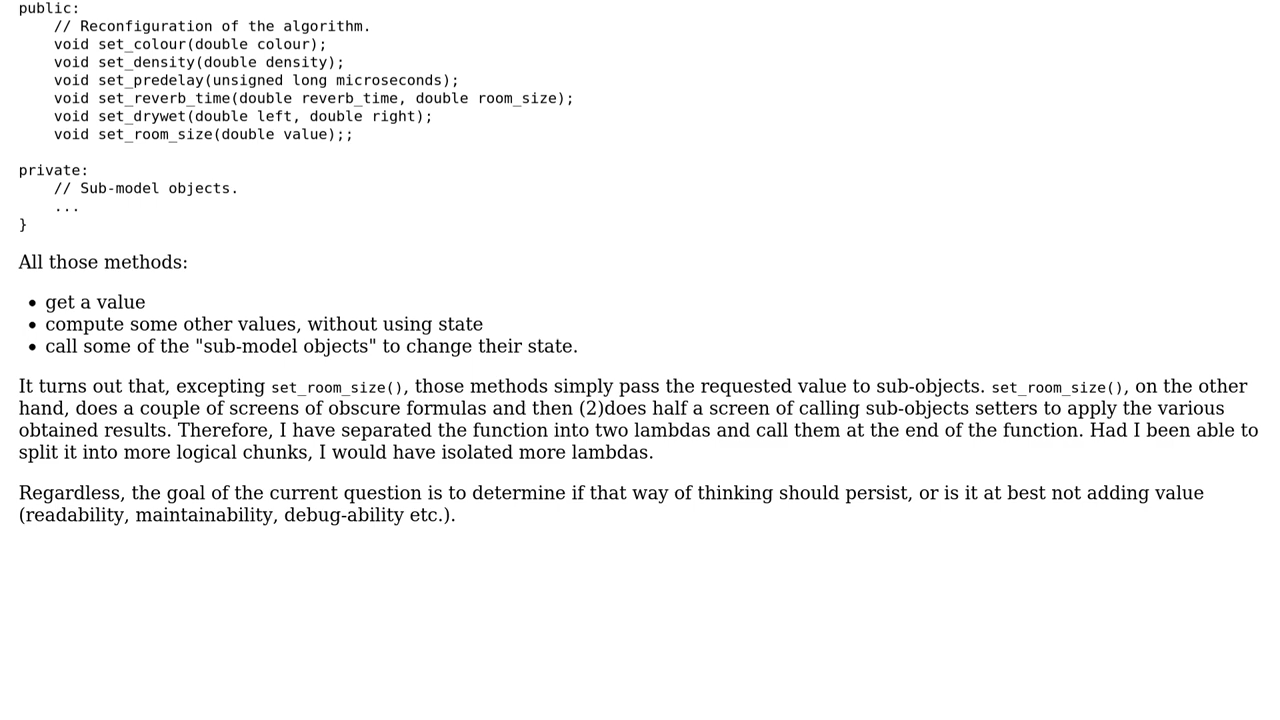 public:
    // Reconfiguration of the algorithm.
    void set_colour(double colour);
    void set_density(double density);
    void set_predelay(unsigned long microseconds);
    void set_reverb_time(double reverb_time, double room_size);
    void set_drywet(double left, double right);
    void set_room_size(double value);;

private:
    // Sub-model objects.
    ...
}
All those methods:
• get a value
• compute some other values, without using state
• call some of the "sub-model objects" to change their state.
It turns out that, excepting set_room_size(), those methods simply pass the requested value to sub-objects. set_room_size(), on the other
hand, does a couple of screens of obscure formulas and then (2)does half a screen of calling sub-objects setters to apply the various
obtained results. Therefore, I have separated the function into two lambdas and call them at the end of the function. Had I been able to
split it into more logical chunks, I would have isolated more lambdas.
Regardless, the goal of the current question is to determine if that way of thinking should persist, or is it at best not adding value
(readability, maintainability, debug-ability etc.).